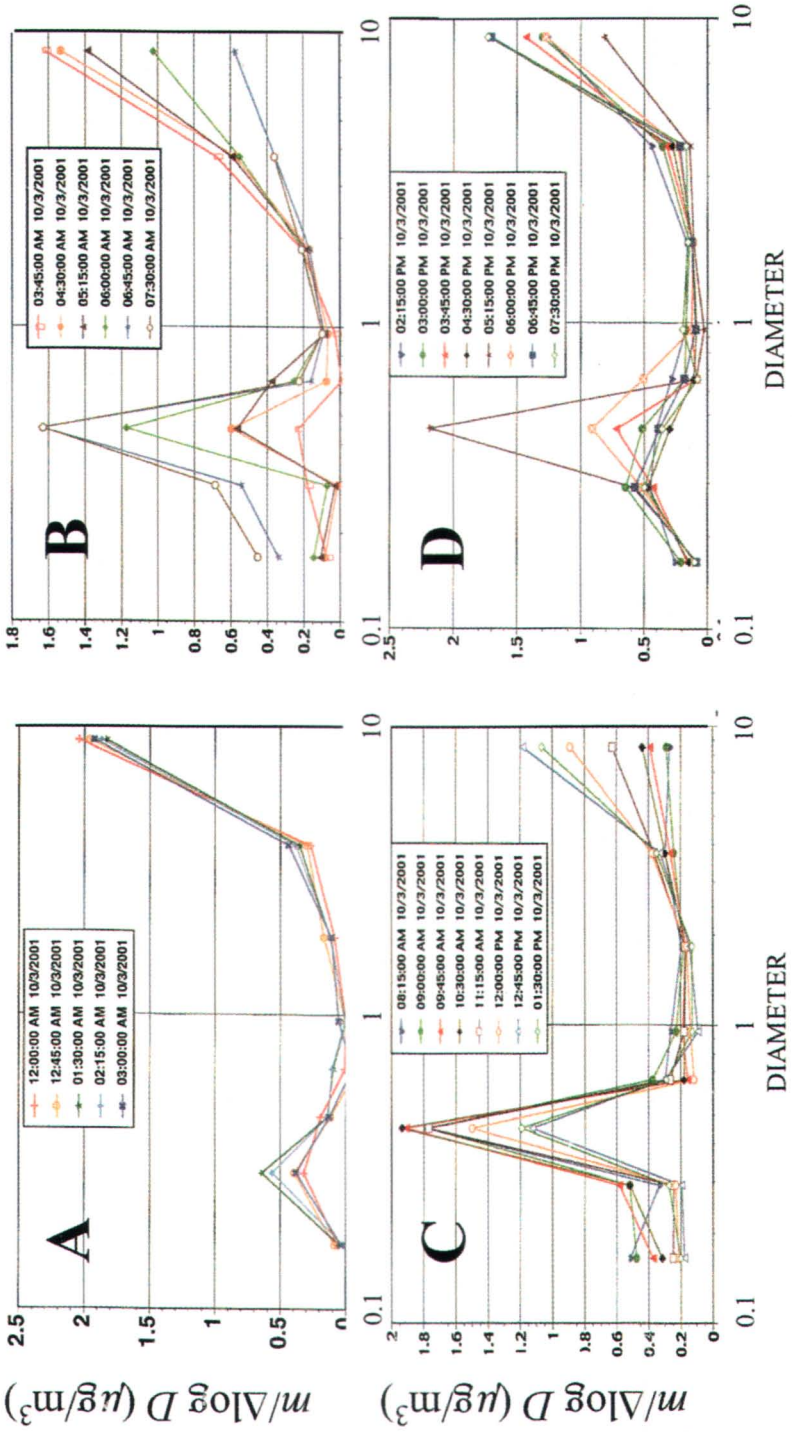 A
12:00:00 AM 10/3/2001
12:45:00 AM 10/3/2001
01:30:00 AM 10/3/2001
02:15:00 AM 10/3/2001
03:00:00 AM 10/3/2001
2.5
2
1.5
1
0.5
0
0.1
1
10
m/Δlog D (µg/m³)
B
03:45:00 AM 10/3/2001
04:30:00 AM 10/3/2001
05:15:00 AM 10/3/2001
06:00:00 AM 10/3/2001
06:45:00 AM 10/3/2001
07:30:00 AM 10/3/2001
1.8
1.6
1.4
1.2
1
0.8
0.6
0.4
0.2
0
0.1
1
10
C
08:15:00 AM 10/3/2001
09:00:00 AM 10/3/2001
09:45:00 AM 10/3/2001
10:30:00 AM 10/3/2001
11:15:00 AM 10/3/2001
12:00:00 PM 10/3/2001
12:45:00 PM 10/3/2001
01:30:00 PM 10/3/2001
2
1.8
1.6
1.4
1.2
1
0.8
0.6
0.4
0.2
0
0.1
1
10
m/Δlog D (µg/m³)
DIAMETER
D
02:15:00 PM 10/3/2001
03:00:00 PM 10/3/2001
03:45:00 PM 10/3/2001
04:30:00 PM 10/3/2001
05:15:00 PM 10/3/2001
06:00:00 PM 10/3/2001
06:45:00 PM 10/3/2001
07:30:00 PM 10/3/2001
2.5
2
1.5
1
0.5
0
0.1
1
10
DIAMETER